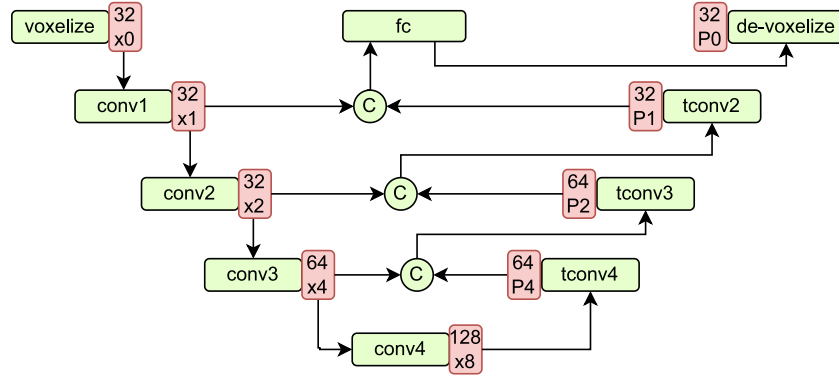 voxelize
32
x0
fc
32
P0
de-voxelize
conv1
32
x1
C
32
P1
tconv2
conv2
32
x2
C
64
P2
tconv3
conv3
64
x4
C
64
P4
tconv4
conv4
128
x8